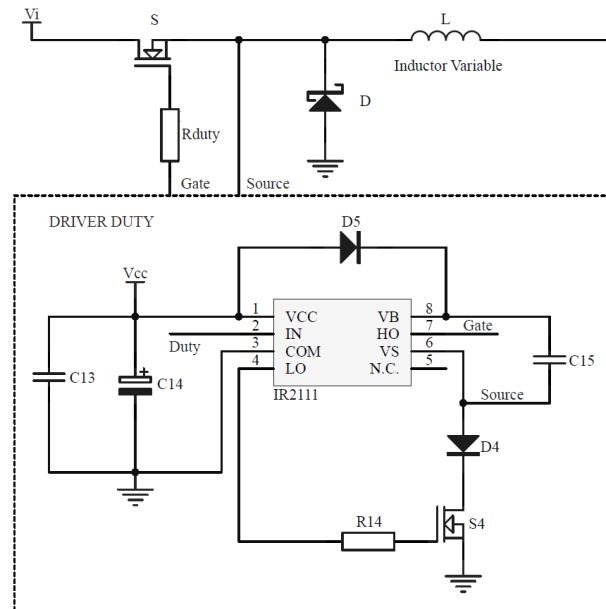 Vi
S
L
Inductor Variable
D
Rduty
Gate
Source
DRIVER DUTY
D5
Vcc
1
VCC
VB
8
2
IN
HO
7
Gate
Duty
3
COM
VS
6
4
LO
N.C.
5
C13
C14
C15
IR2111
Source
D4
R14
S4